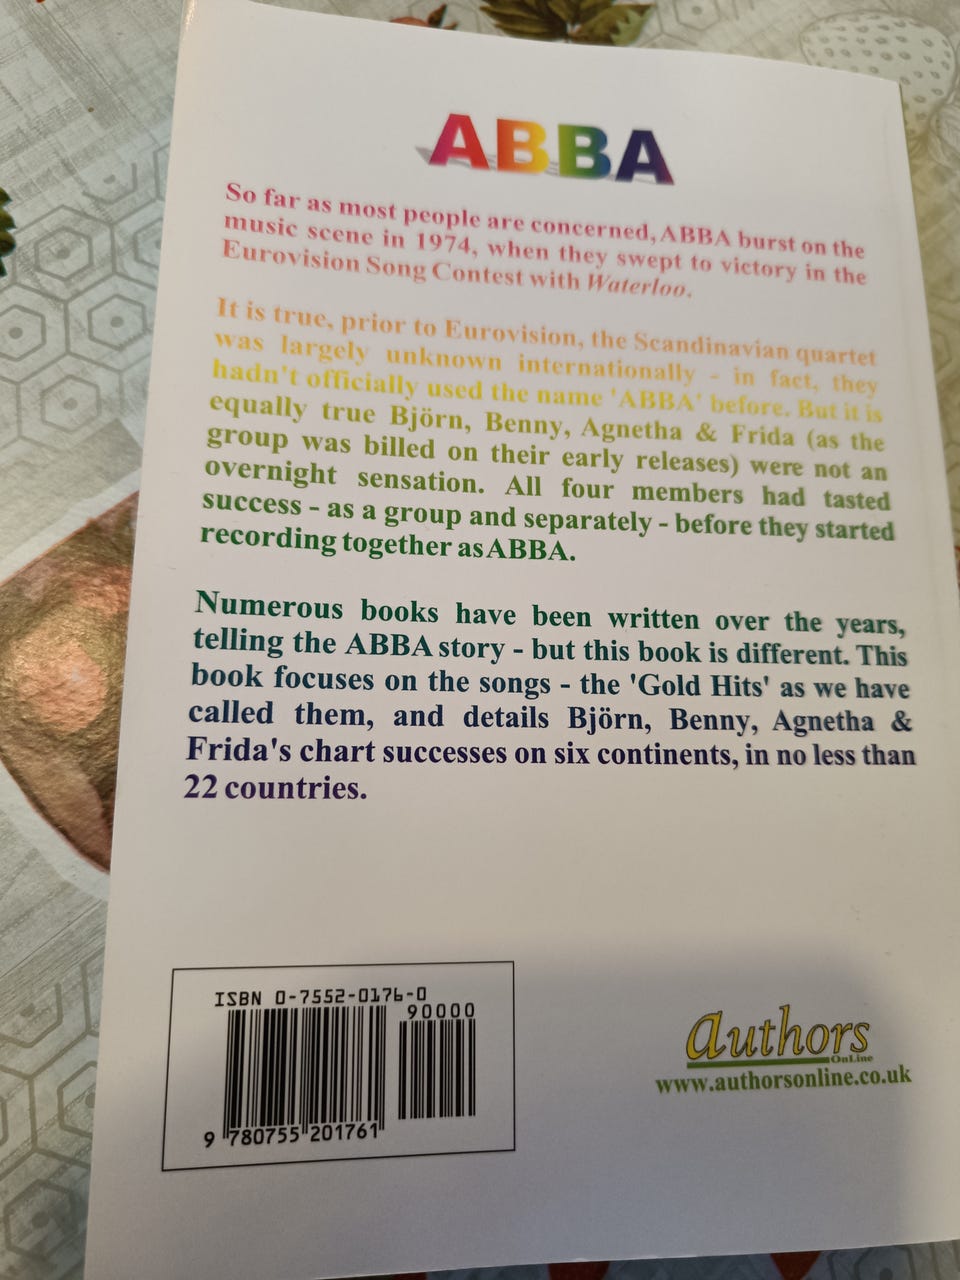 ABBA
So far as most people are concerned, ABBA burst on the
music scene in 1974, when they swept to victory in the
Eurovision Song Contest with Waterloo.
It is true, prior to Eurovision, the Scandinavian quartet
was largely unknown internationally - in fact, they
hadn't officially used the name 'ABBA' before. But it is
equally true Björn, Benny, Agnetha & Frida (as the
group was billed on their early releases) were not an
overnight sensation. All four members had tasted
success - as a group and separately - before they started
recording together as ABBA.
Numerous books have been written over the years,
telling the ABBA story - but this book is different. This
book focuses on the songs - the 'Gold Hits' as we have
called them, and details Björn, Benny, Agnetha &
Frida's chart successes on six continents, in no less than
22 countries.
ISBN 0-7552-0176-0
90000
9 780755 201761
authors
OnLine
www.authorsonline.co.uk